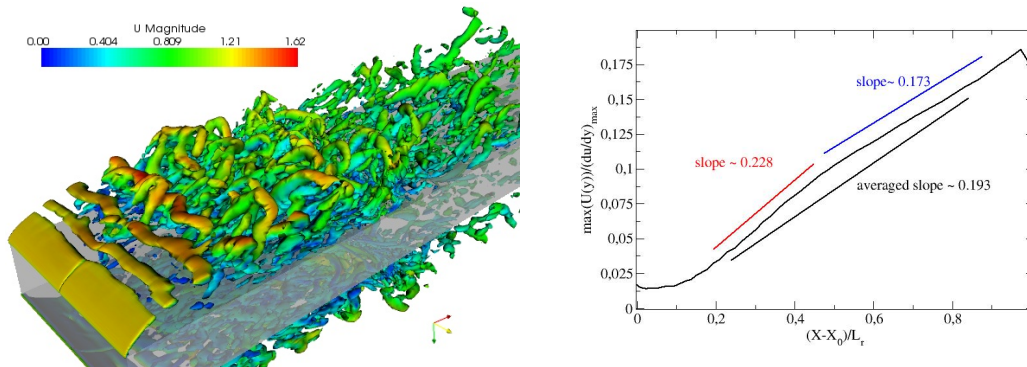 U Magnitude
0.00 0.404 0.809 1.21 1.62
max(U(y))/(du/dy)max
0,175
0,15
0,125
0,1
0,075
0,05
0,025
0
slope~ 0.173
slope ~ 0.228
averaged slope ~ 0.193
0 0,2 0,4 0,6 0,8
(X-X0)/Lr